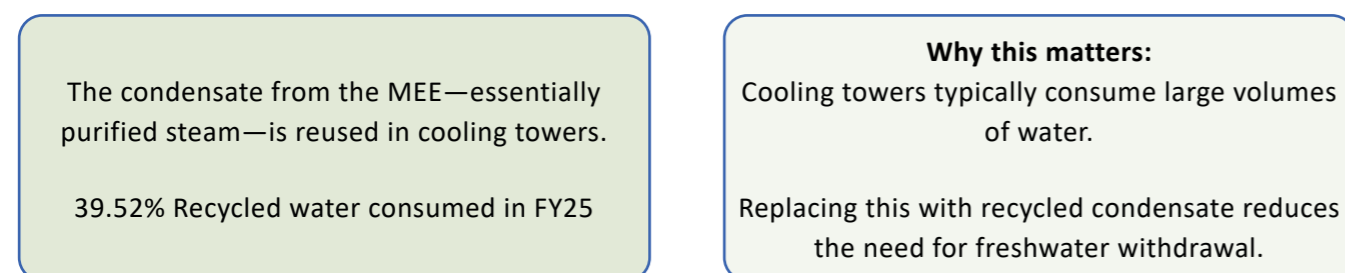 The condensate from the MEE—essentially
purified steam—is reused in cooling towers.
39.52% Recycled water consumed in FY25
Why this matters:
Cooling towers typically consume large volumes
of water.
Replacing this with recycled condensate reduces
the need for freshwater withdrawal.